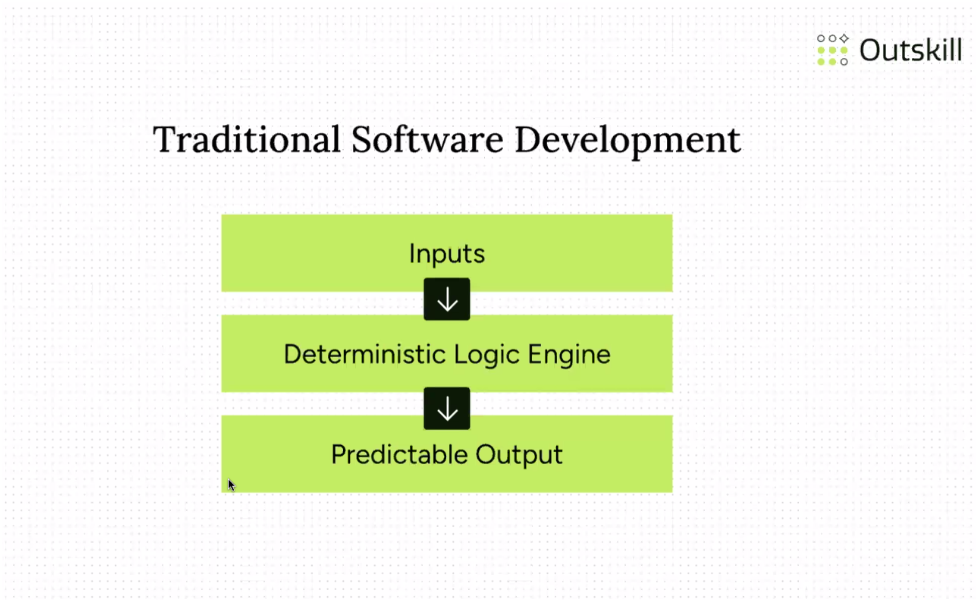 Outskill
Traditional Software Development
Inputs
Deterministic Logic Engine
Predictable Output